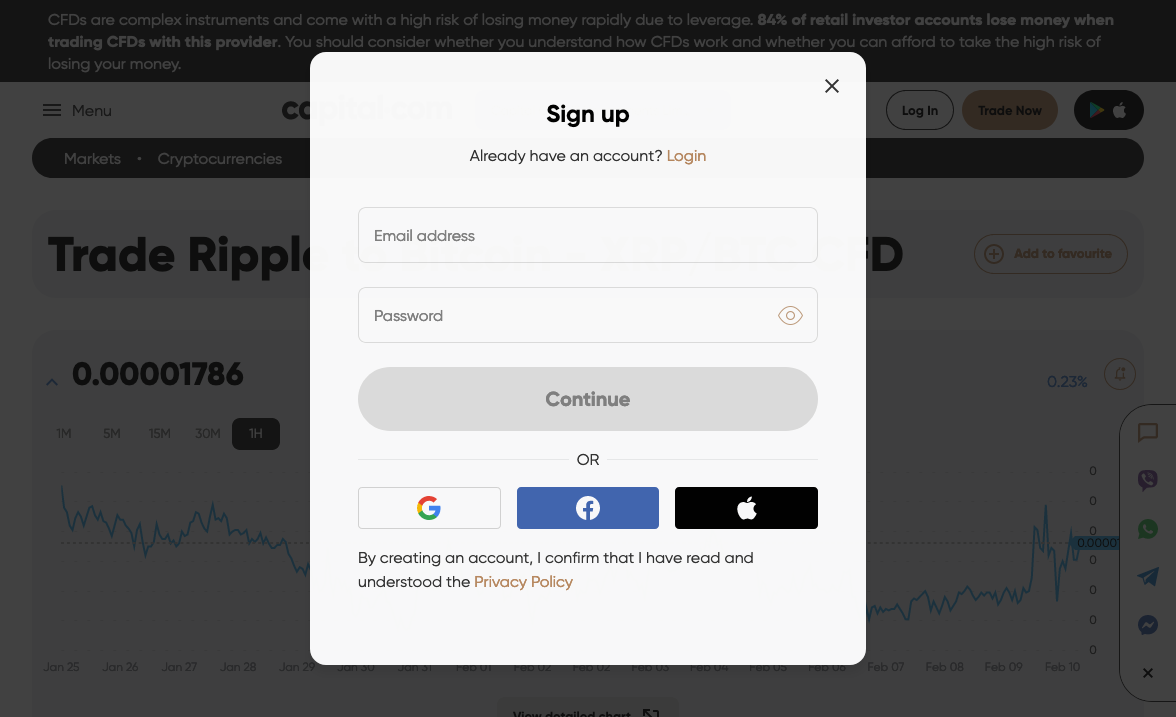 CFDs are complex instruments and come with a high risk of losing money rapidly due to leverage. 84% of retail investor accounts lose money when
trading CFDs with this provider. You should consider whether you understand how CFDs work and whether you can afford to take the high risk of
losing your money.
Menu
capital.com
Log In
Trade Now
Markets • Cryptocurrencies
Sign up
Already have an account? Login
Trade Ripple
CFD
Add to favourite
Email address
Password
0.00001786
0.23%
Continue
1M 5M 15M 30M 1H
OR
0
0
0
0.0000
0
0
0
0
By creating an account, I confirm that I have read and
understood the Privacy Policy
Jan 25 Jan 26 Jan 27 Jan 28 Jan 29 Jan 30 Jan 31 Feb 01 Feb 02 Feb 02 Feb 03 Feb 04 Feb 05 Feb 06 Feb 07 Feb 08 Feb 09 Feb 10
View detailed chart